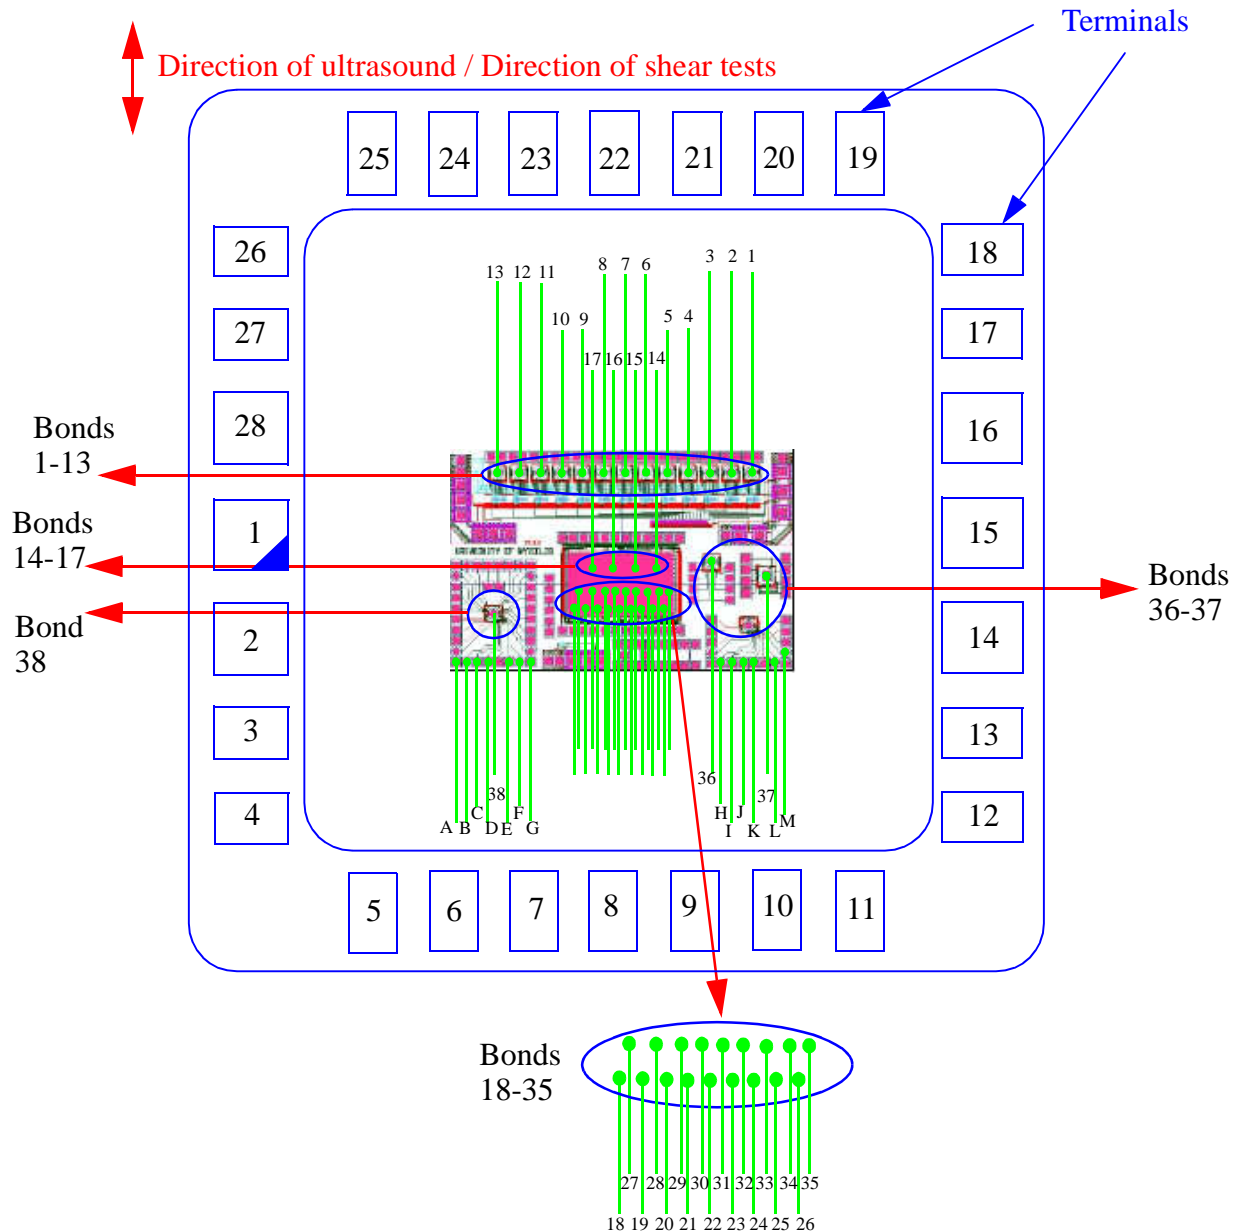 Terminals
Direction of ultrasound / Direction of shear tests
25 24 23 22 21 20 19
26 18
27 17
28 16
1 15
2 14
3 13
4 12
5 6 7 8 9 10 11
13 12 11 8 7 6 3 2 1
10 9 5 4
17 16 15 14
Bonds
1-13
Bonds
14-17
Bond
38
Bonds
36-37
36
38 37
C F H J M
A B D E G I K L
Bonds
18-35
27 28 29 30 31 32 33 34 35
18 19 20 21 22 23 24 25 26